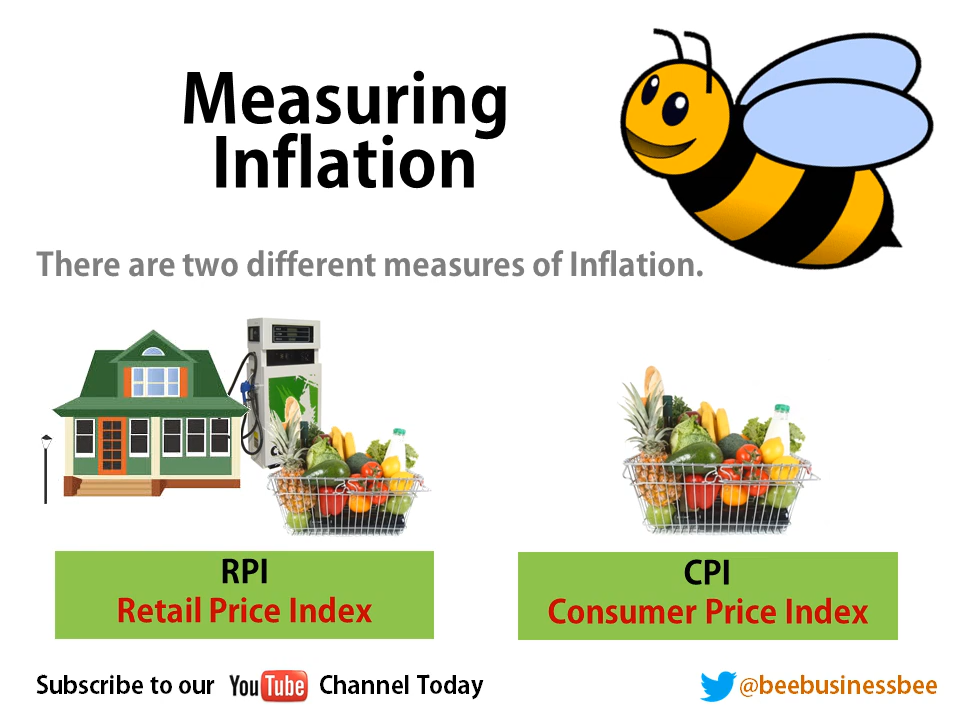 Measuring
Inflation
There are two different measures of Inflation.
RPI
Retail Price Index
CPI
Consumer Price Index
Subscribe to our YouTube Channel Today
@beebusinessbee